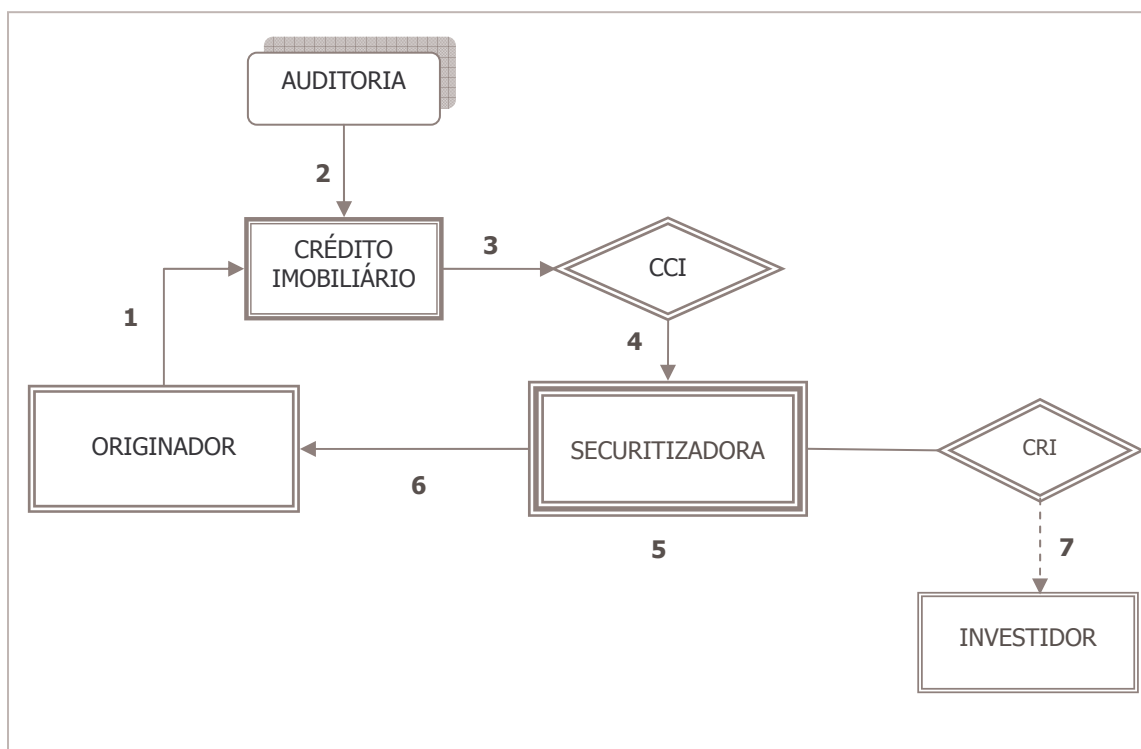 AUDITORIA
2
CRÉDITO
IMOBILIÁRIO
3
CCI
1
4
ORIGINADOR
SECURITIZADORA
CRI
6
5
7
INVESTIDOR